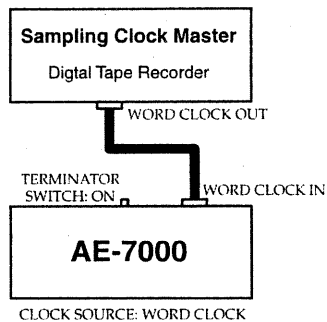 Sampling Clock Master
Digtal Tape Recorder
WORD CLOCK OUT
TERMINATOR
SWITCH: ON
WORD CLOCK IN
AE-7000
CLOCK SOURCE: WORD CLOCK